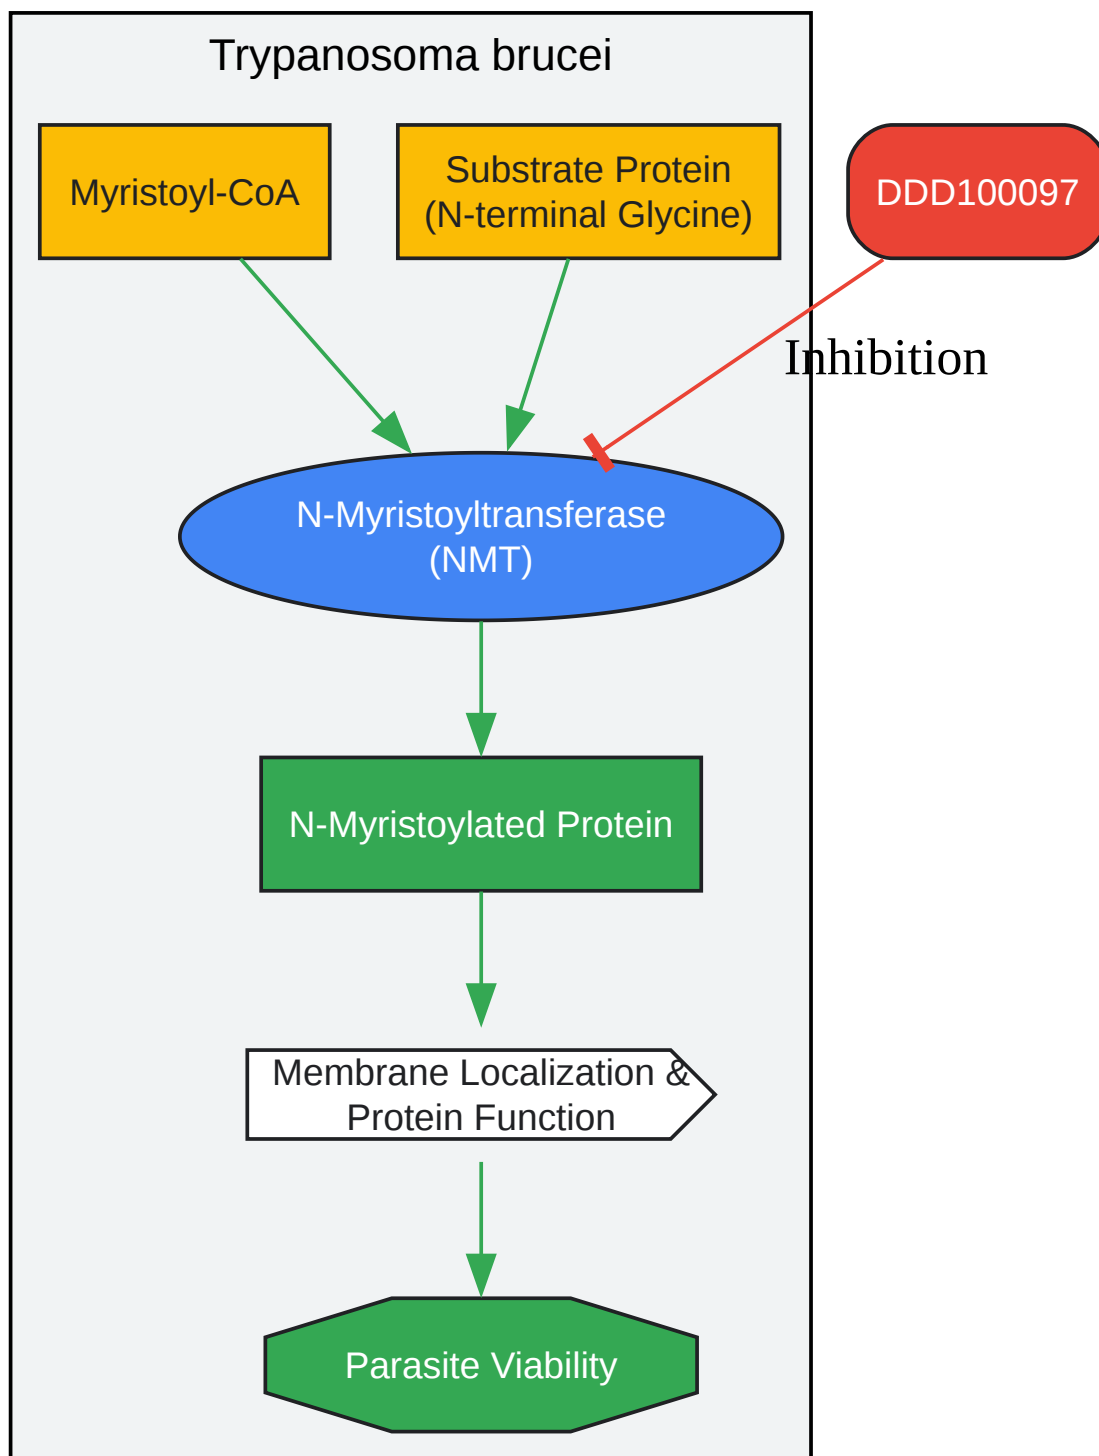 Trypanosoma brucei
Myristoyl-CoA
Substrate Protein
(N-terminal Glycine)
DDD100097
Inhibition
N-Myristoyltransferase
(NMT)
N-Myristoylated Protein
Membrane Localization &
Protein Function
Parasite Viability